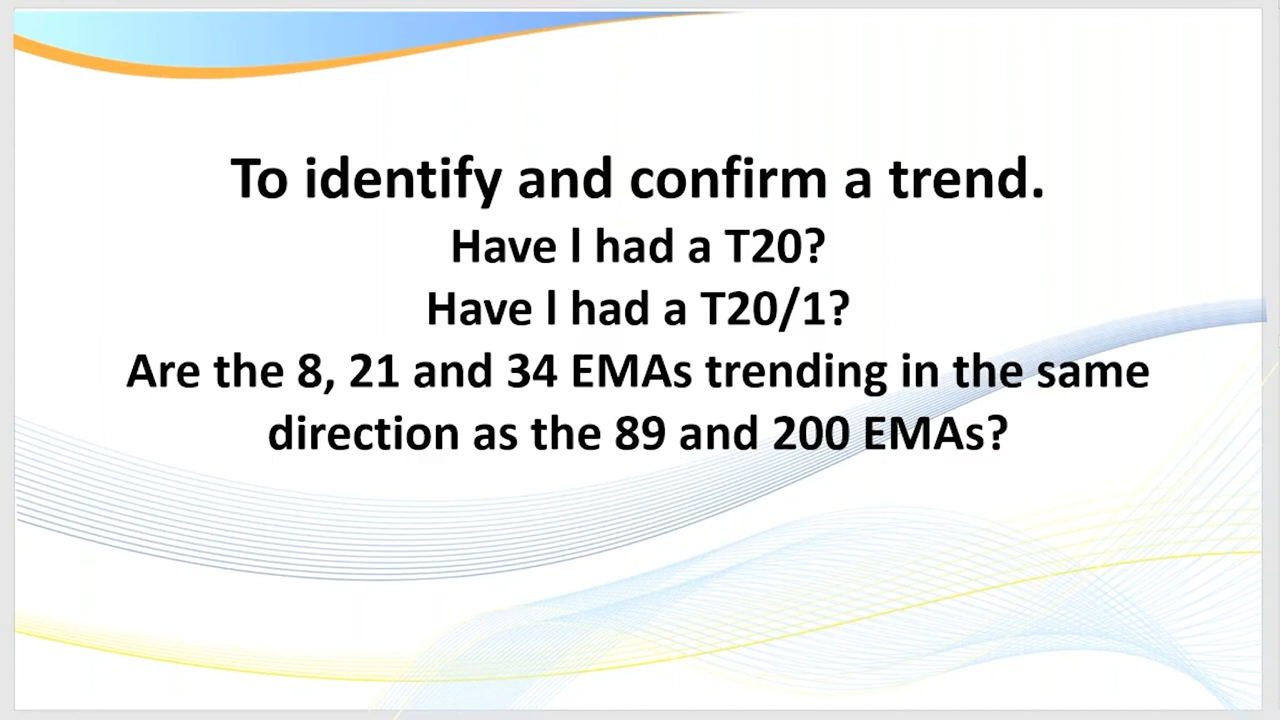 To identify and confirm a trend.
Have I had a T20?
Have I had a T20/1?
Are the 8, 21 and 34 EMAs trending in the same
direction as the 89 and 200 EMAs?